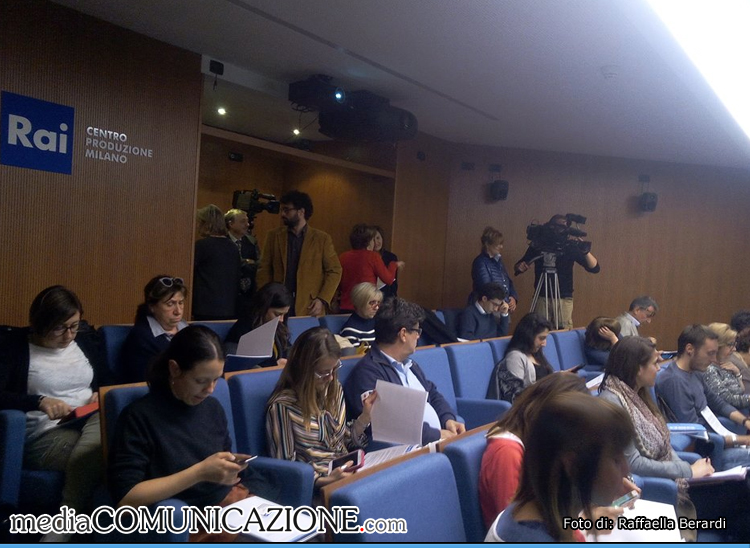 Rai
CENTRO
PRODUZIONE
MILANO
mediaCOMUNICAZIONE.com
Foto di: Raffaella Berardi